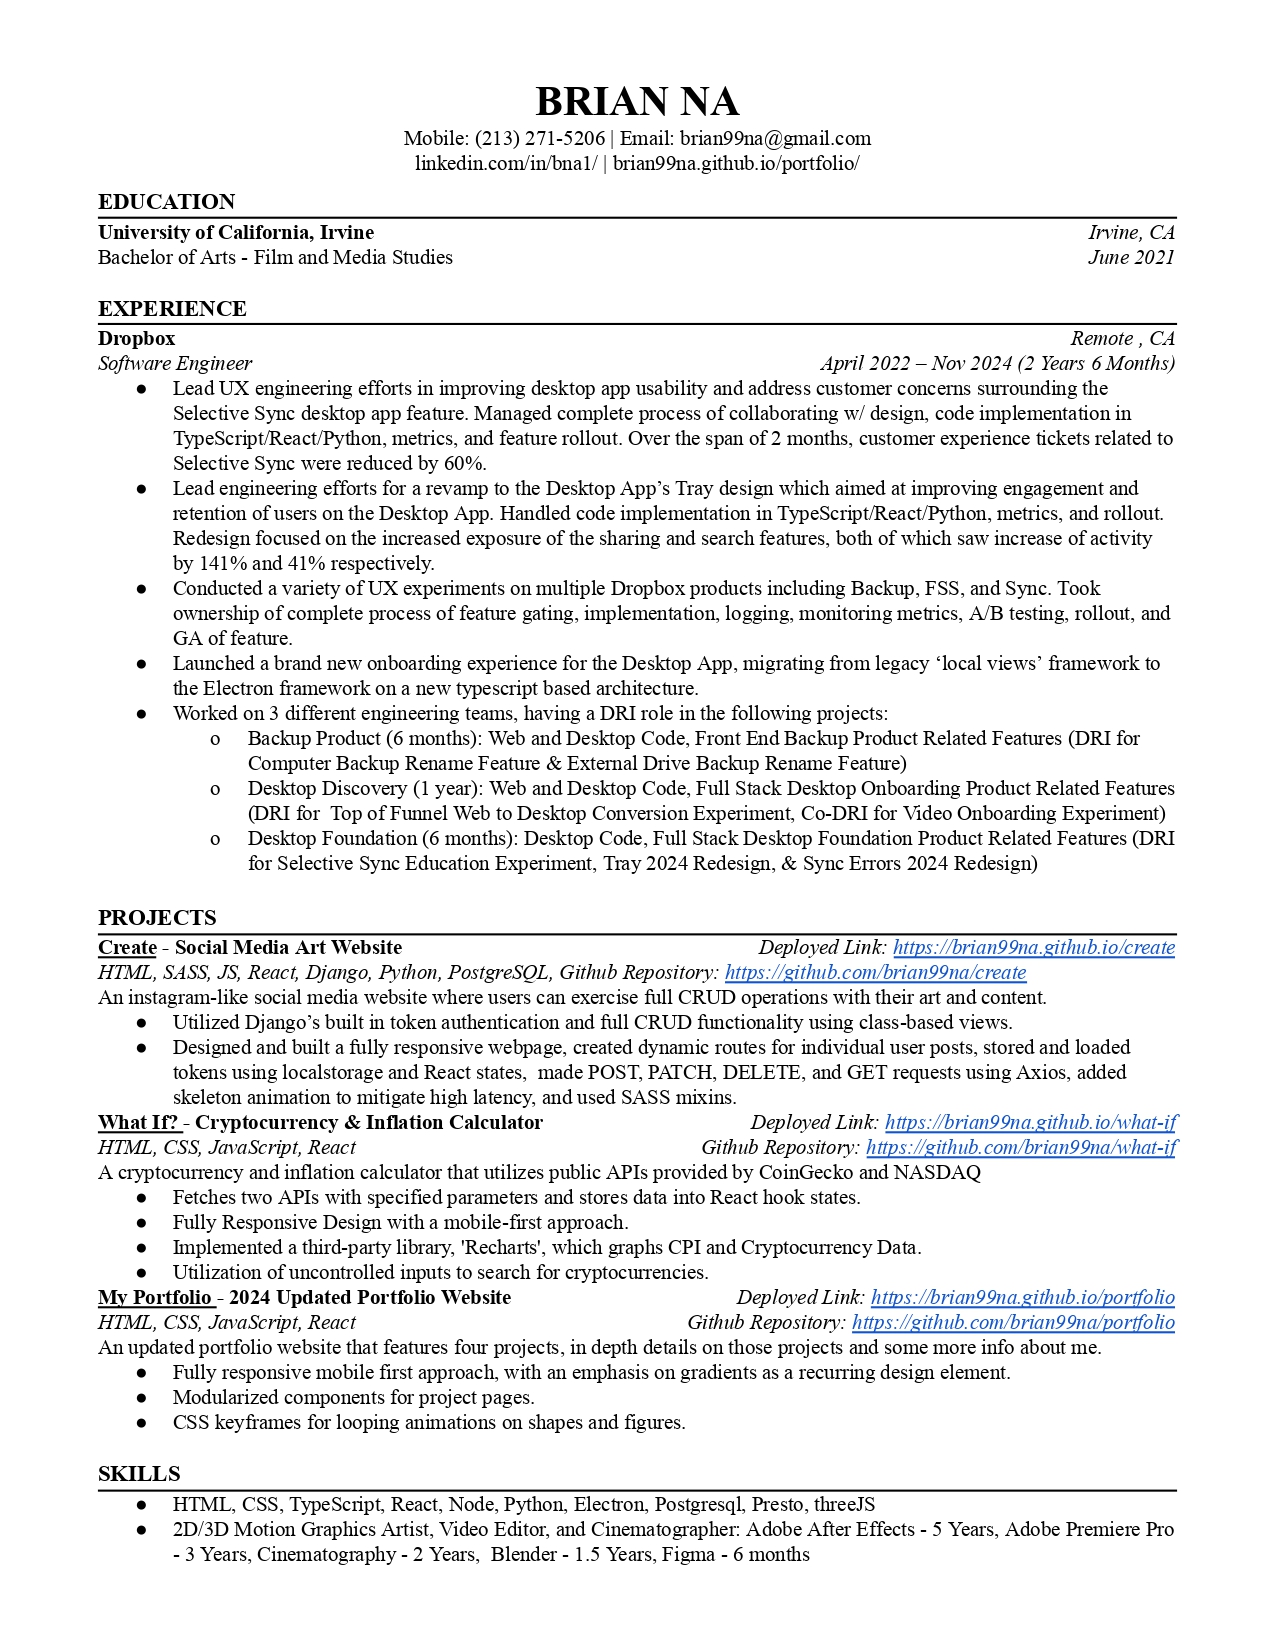 BRIAN NA
Mobile: (213) 271-5206 | Email: brian99na@gmail.com
linkedin.com/in/bna1/ | brian99na.github.io/portfolio/
EDUCATION
University of California, Irvine Irvine, CA
Bachelor of Arts - Film and Media Studies June 2021
EXPERIENCE
Dropbox Remote , CA
Software Engineer April 2022 – Nov 2024 (2 Years 6 Months)
● Lead UX engineering efforts in improving desktop app usability and address customer concerns surrounding the
Selective Sync desktop app feature. Managed complete process of collaborating w/ design, code implementation in
TypeScript/React/Python, metrics, and feature rollout. Over the span of 2 months, customer experience tickets related to
Selective Sync were reduced by 60%.
● Lead engineering efforts for a revamp to the Desktop App’s Tray design which aimed at improving engagement and
retention of users on the Desktop App. Handled code implementation in TypeScript/React/Python, metrics, and rollout.
Redesign focused on the increased exposure of the sharing and search features, both of which saw increase of activity
by 141% and 41% respectively.
● Conducted a variety of UX experiments on multiple Dropbox products including Backup, FSS, and Sync. Took
ownership of complete process of feature gating, implementation, logging, monitoring metrics, A/B testing, rollout, and
GA of feature.
● Launched a brand new onboarding experience for the Desktop App, migrating from legacy ‘local views’ framework to
the Electron framework on a new typescript based architecture.
● Worked on 3 different engineering teams, having a DRI role in the following projects:
o Backup Product (6 months): Web and Desktop Code, Front End Backup Product Related Features (DRI for
Computer Backup Rename Feature & External Drive Backup Rename Feature)
o Desktop Discovery (1 year): Web and Desktop Code, Full Stack Desktop Onboarding Product Related Features
(DRI for Top of Funnel Web to Desktop Conversion Experiment, Co-DRI for Video Onboarding Experiment)
o Desktop Foundation (6 months): Desktop Code, Full Stack Desktop Foundation Product Related Features (DRI
for Selective Sync Education Experiment, Tray 2024 Redesign, & Sync Errors 2024 Redesign)
PROJECTS
Create - Social Media Art Website Deployed Link: https://brian99na.github.io/create
HTML, SASS, JS, React, Django, Python, PostgreSQL, Github Repository: https://github.com/brian99na/create
An instagram-like social media website where users can exercise full CRUD operations with their art and content.
● Utilized Django’s built in token authentication and full CRUD functionality using class-based views.
● Designed and built a fully responsive webpage, created dynamic routes for individual user posts, stored and loaded
tokens using localstorage and React states, made POST, PATCH, DELETE, and GET requests using Axios, added
skeleton animation to mitigate high latency, and used SASS mixins.
What If? - Cryptocurrency & Inflation Calculator Deployed Link: https://brian99na.github.io/what-if
HTML, CSS, JavaScript, React Github Repository: https://github.com/brian99na/what-if
A cryptocurrency and inflation calculator that utilizes public APIs provided by CoinGecko and NASDAQ
● Fetches two APIs with specified parameters and stores data into React hook states.
● Fully Responsive Design with a mobile-first approach.
● Implemented a third-party library, 'Recharts', which graphs CPI and Cryptocurrency Data.
● Utilization of uncontrolled inputs to search for cryptocurrencies.
My Portfolio - 2024 Updated Portfolio Website Deployed Link: https://brian99na.github.io/portfolio
HTML, CSS, JavaScript, React Github Repository: https://github.com/brian99na/portfolio
An updated portfolio website that features four projects, in depth details on those projects and some more info about me.
● Fully responsive mobile first approach, with an emphasis on gradients as a recurring design element.
● Modularized components for project pages.
● CSS keyframes for looping animations on shapes and figures.
SKILLS
● HTML, CSS, TypeScript, React, Node, Python, Electron, Postgresql, Presto, threeJS
● 2D/3D Motion Graphics Artist, Video Editor, and Cinematographer: Adobe After Effects - 5 Years, Adobe Premiere Pro
- 3 Years, Cinematography - 2 Years, Blender - 1.5 Years, Figma - 6 months